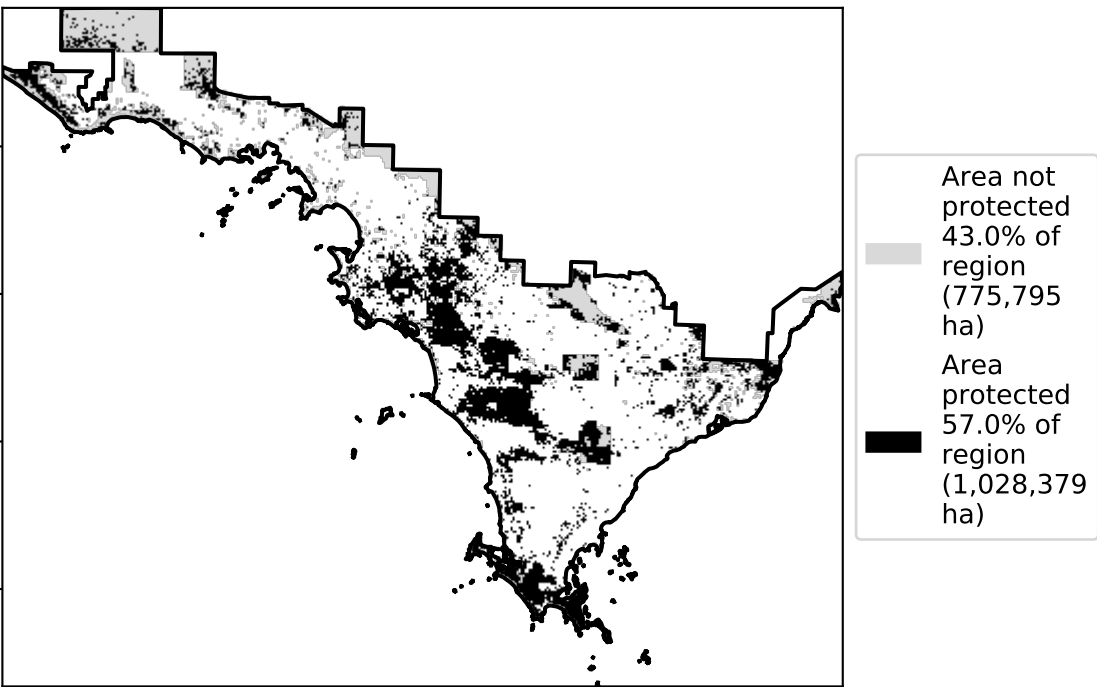 Area not
protected
43.0% of
region
(775,795
ha)
Area
protected
57.0% of
region
(1,028,379
ha)